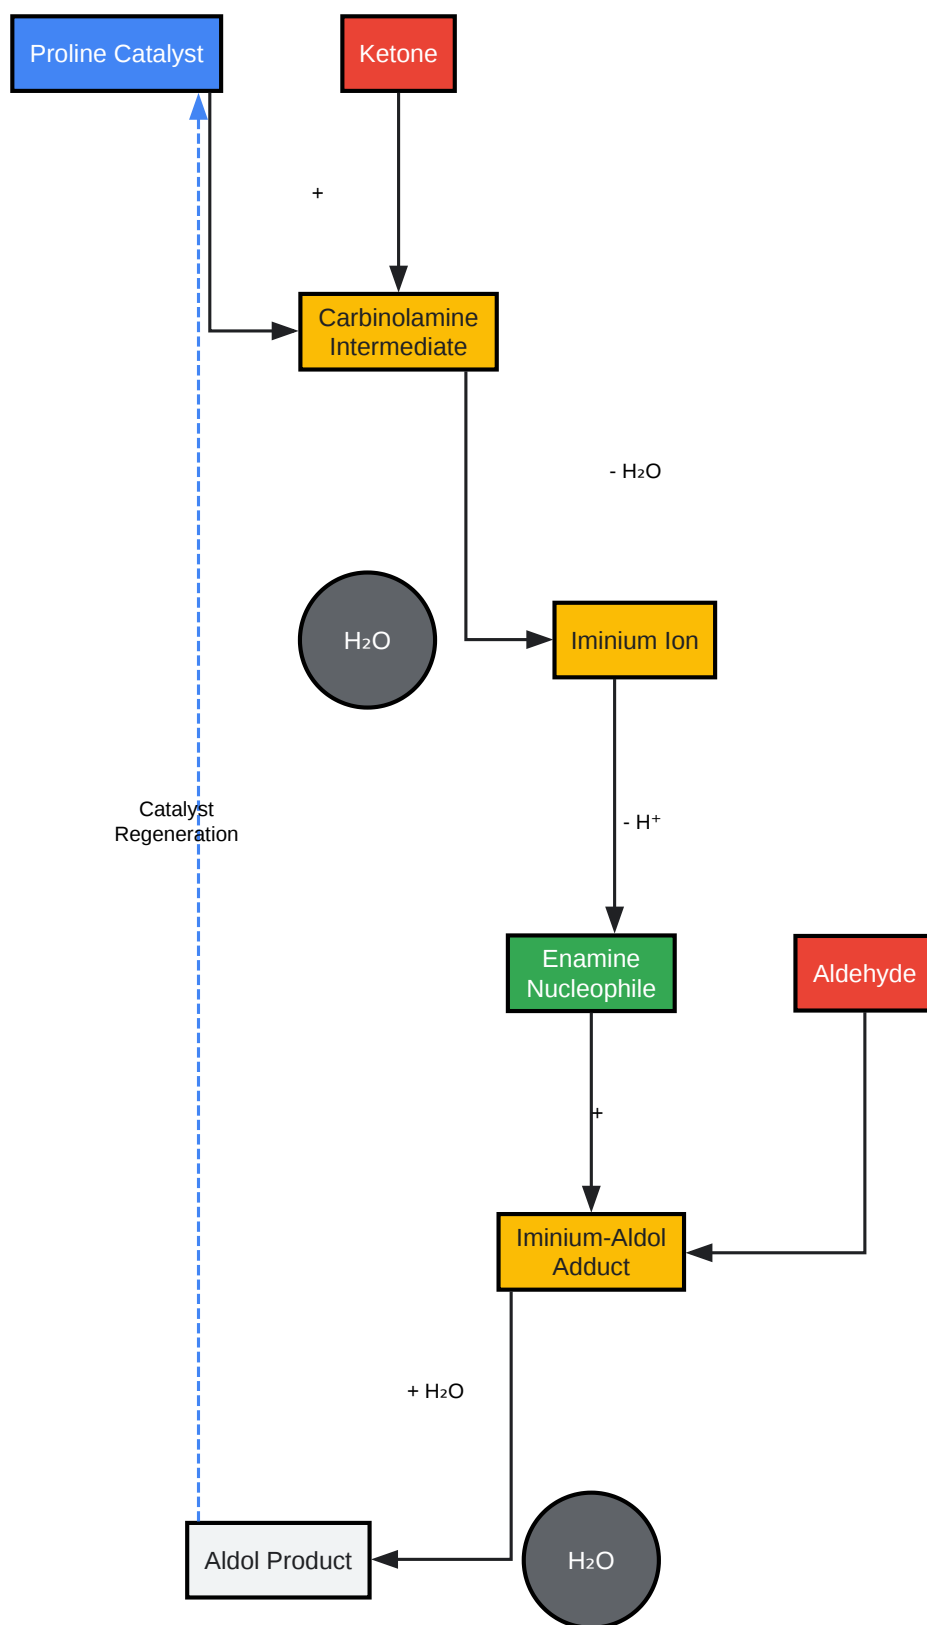 Proline Catalyst
Ketone
+
Carbinolamine
Intermediate
- H₂O
H₂O
Iminium Ion
Catalyst
Regeneration
- H⁺
Enamine
Nucleophile
Aldehyde
+
Iminium-Aldol
Adduct
+ H₂O
Aldol Product
H₂O